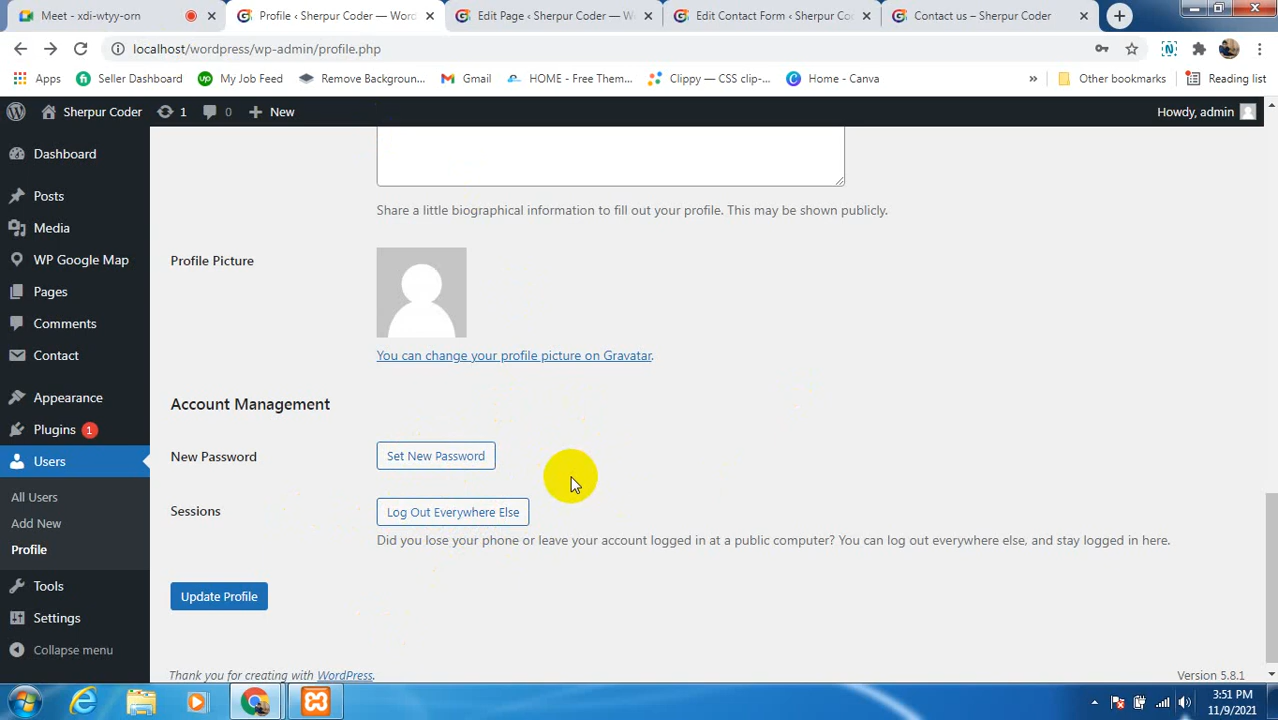 Meet - xdi-wtyy-orn
Profile ‹ Sherpur Coder — Wor
Edit Page ‹ Sherpur Coder — W
Edit Contact Form ‹ Sherpur Co
Contact us – Sherpur Coder
localhost/wordpress/wp-admin/profile.php
Apps
Seller Dashboard
My Job Feed
Remove Backgroun...
Gmail
HOME - Free Them...
Clippy — CSS clip-...
Home - Canva
»
Other bookmarks
Reading list
Sherpur Coder
1
0
New
Howdy, admin
Dashboard
Posts
Media
WP Google Map
Pages
Comments
Contact
Appearance
Plugins 1
Users
All Users
Add New
Profile
Tools
Settings
Collapse menu
Share a little biographical information to fill out your profile. This may be shown publicly.
Profile Picture
You can change your profile picture on Gravatar.
Account Management
New Password
Set New Password
Sessions
Log Out Everywhere Else
Did you lose your phone or leave your account logged in at a public computer? You can log out everywhere else, and stay logged in here.
Update Profile
Thank you for creating with WordPress.
Version 5.8.1
3:51 PM
11/9/2021